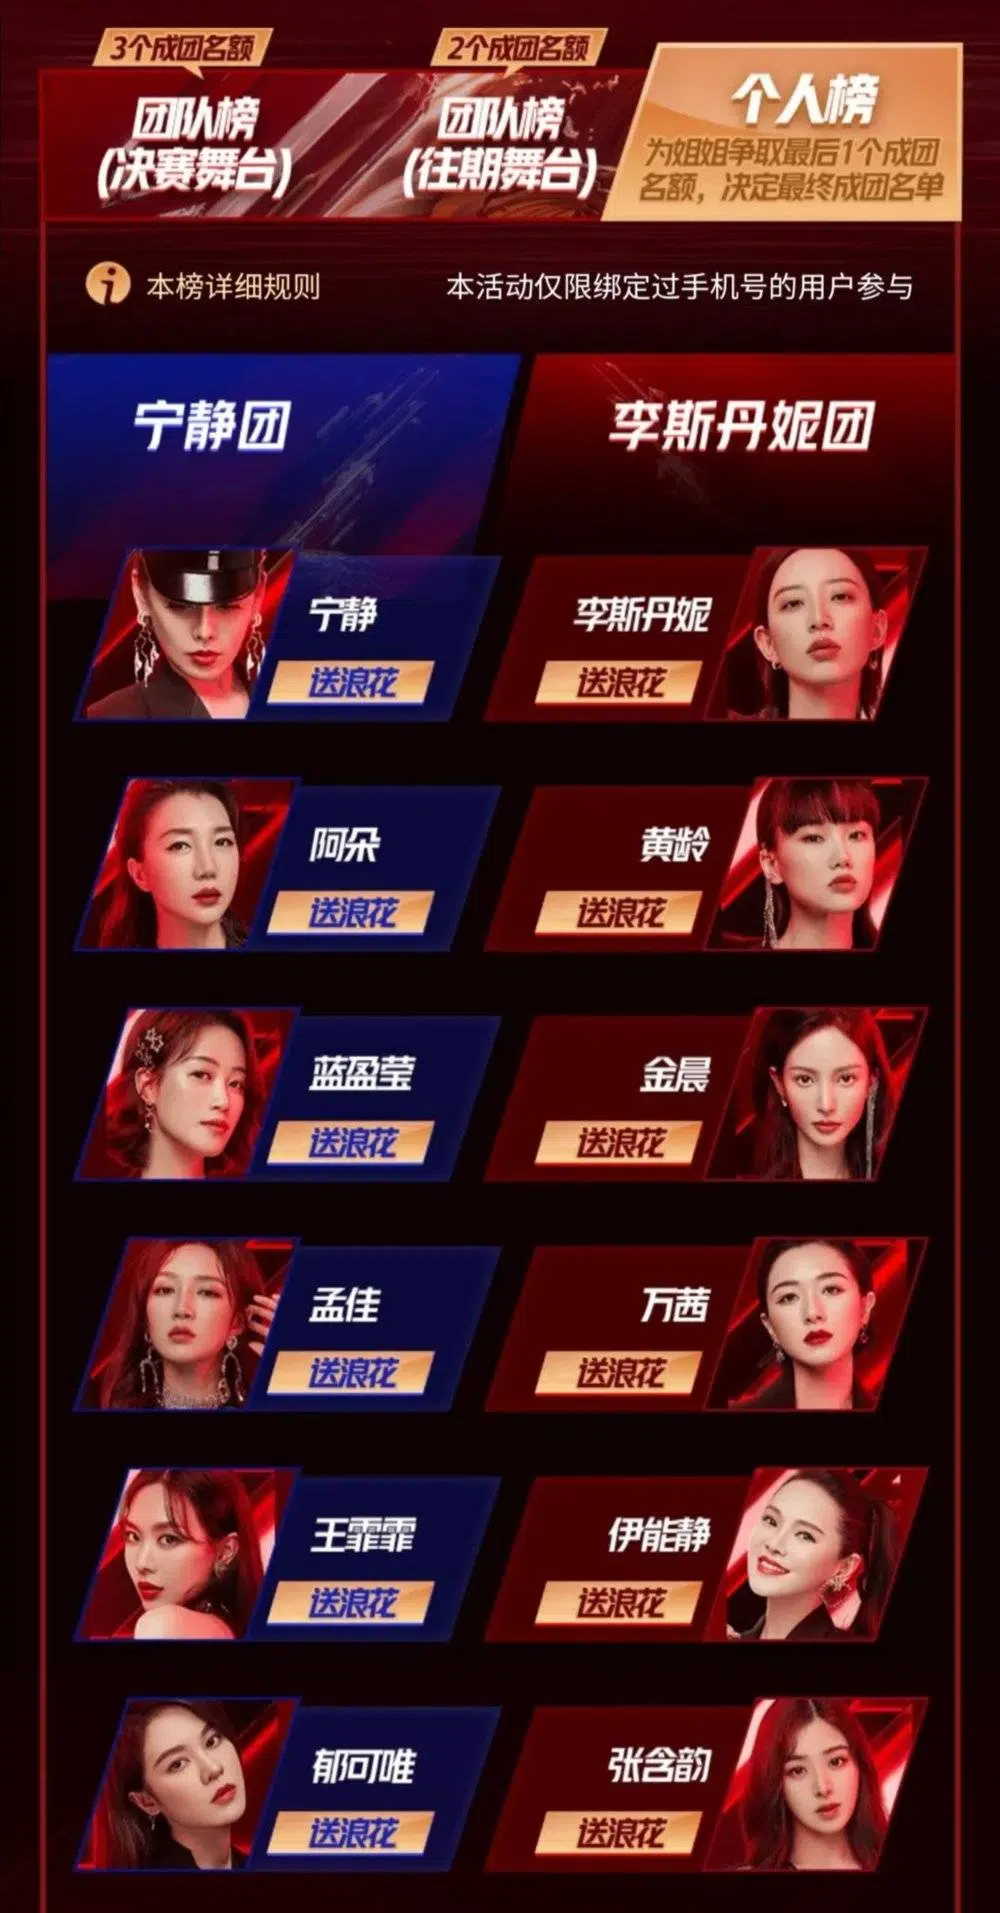 3个成团名额
2个成团名额
团队榜
(决赛舞台)
团队榜
(往期舞台)
个人榜
为姐姐争取最后1个成团
名额，决定最终成团名单
i 本榜详细规则
本活动仅限绑定过手机号的用户参与
宁静团
李斯丹妮团
宁静
送浪花
李斯丹妮
送浪花
阿朵
送浪花
黄龄
送浪花
蓝盈莹
送浪花
金晨
送浪花
孟佳
送浪花
万茜
送浪花
王霏霏
送浪花
伊能静
送浪花
郁可唯
送浪花
张含韵
送浪花